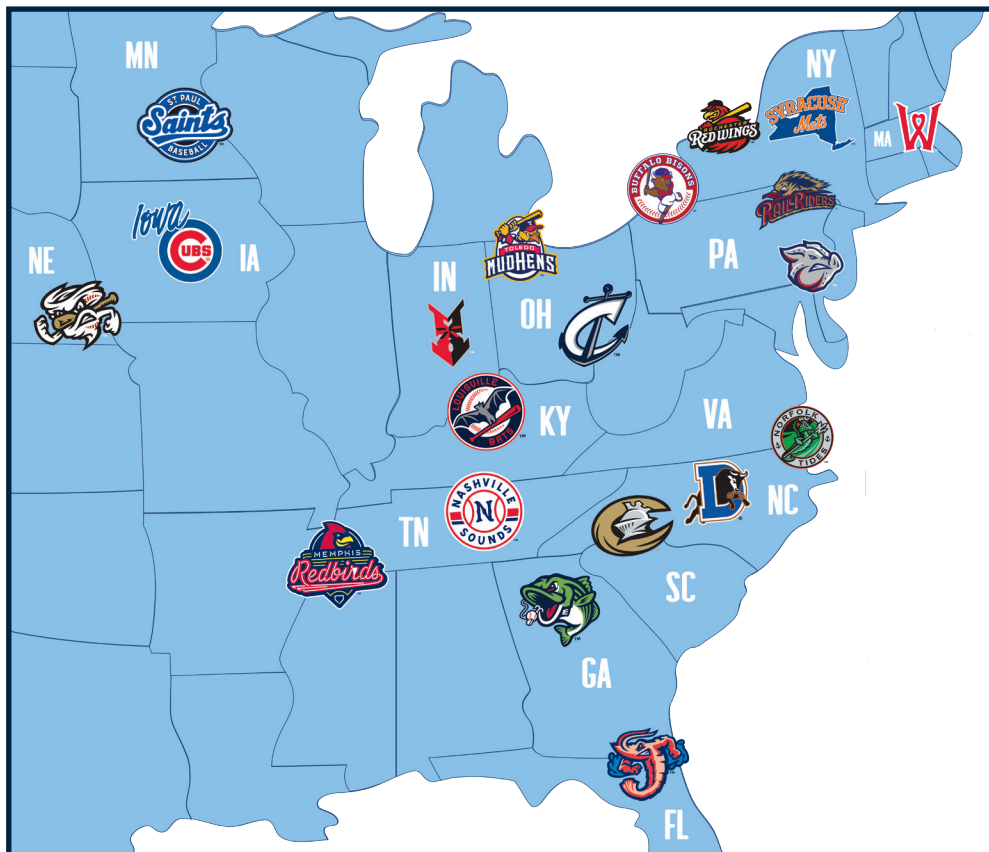 MN
ST PAUL
Saints
BASEBALL
NY
ROCHESTER
RED WINGS
SYRACUSE
Mets
MA
W
BUFFALO BISONS
RAIL-RIDERS
PA
Iowa
CUBS
IA
NE
TOLEDO
MUDHENS
IN
OH
C
LOUISVILLE
BATS
KY
VA
NORFOLK
TIDES
NASHVILLE
N
SOUNDS
TN
D
NC
MEMPHIS
Redbirds
C
SC
GA
J
FL